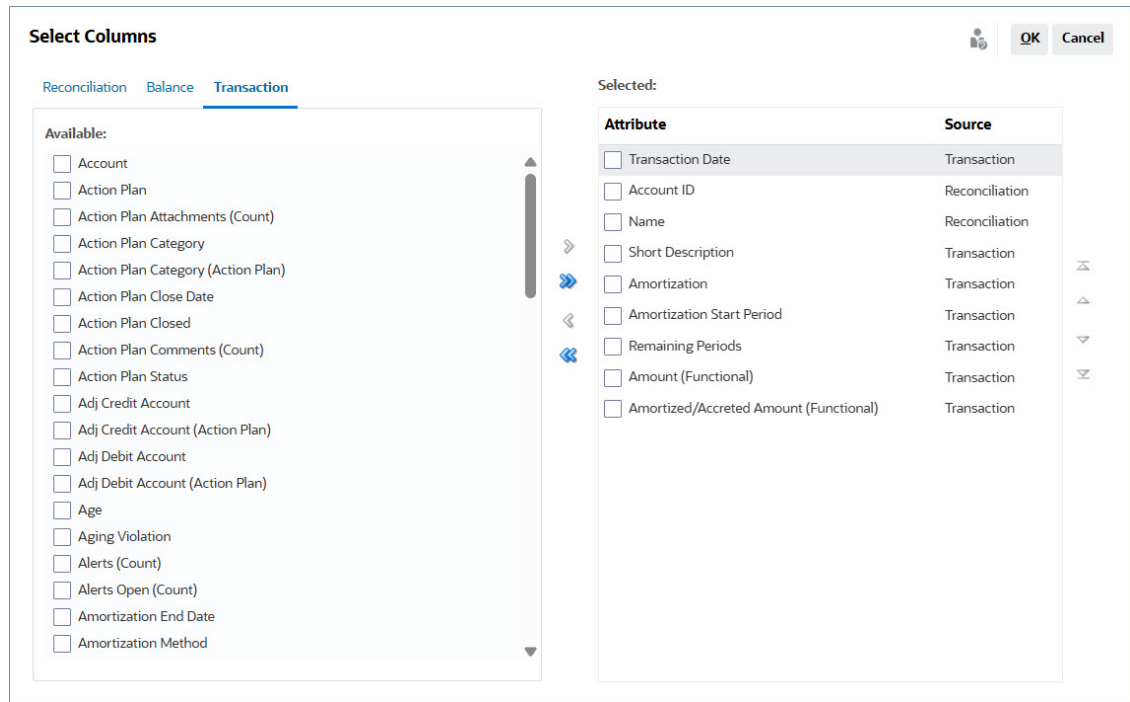 Select Columns
OK Cancel
Reconciliation Balance Transaction
Available:
Account
Action Plan
Action Plan Attachments (Count)
Action Plan Category
Action Plan Category (Action Plan)
Action Plan Close Date
Action Plan Closed
Action Plan Comments (Count)
Action Plan Status
Adj Credit Account
Adj Credit Account (Action Plan)
Adj Debit Account
Adj Debit Account (Action Plan)
Age
Aging Violation
Alerts (Count)
Alerts Open (Count)
Amortization End Date
Amortization Method
Selected:
Attribute Source
Transaction Date Transaction
Account ID Reconciliation
Name Reconciliation
Short Description Transaction
Amortization Transaction
Amortization Start Period Transaction
Remaining Periods Transaction
Amount (Functional) Transaction
Amortized/Accreted Amount (Functional) Transaction